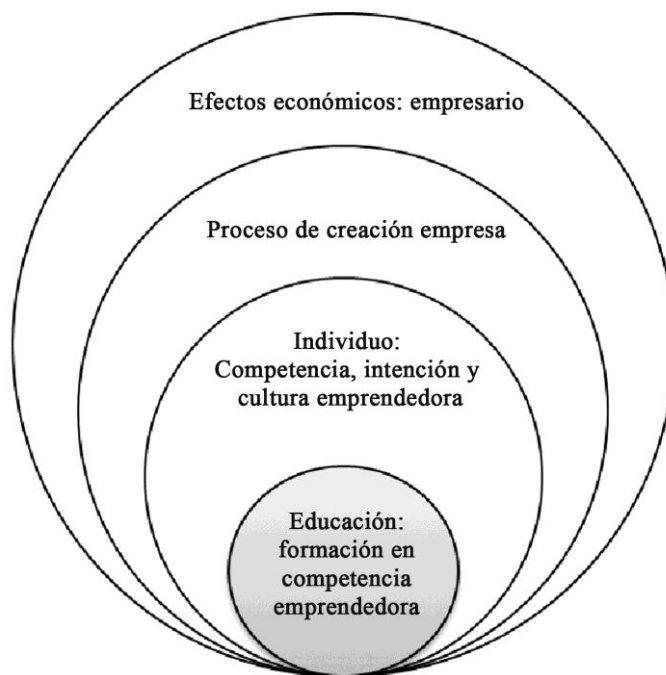 Efectos económicos: empresario
Proceso de creación empresa
Individuo:
Competencia, intención y
cultura emprendedora
Educación:
formación en
competencia
emprendedora